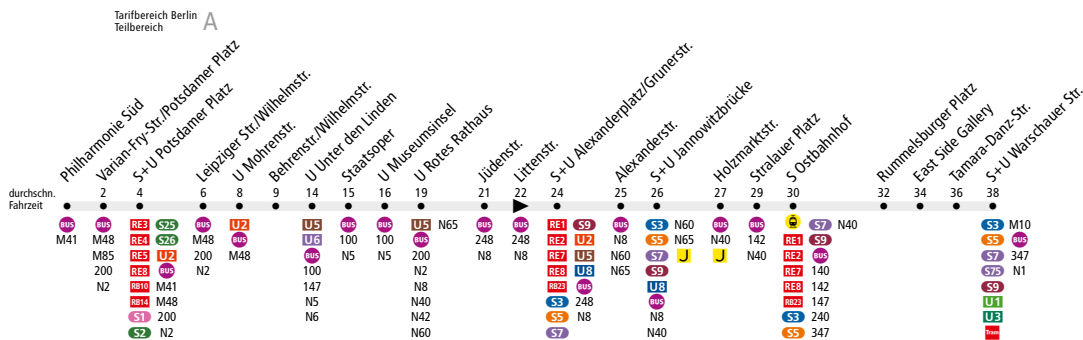 Tarifbereich Berlin
Teilbereich A
Philharmonie Süd
Varian-Fry-Str./Potsdamer Platz
S+U Potsdamer Platz
Leipziger Str./Wilhelmstr.
U Mohrenstr.
Behrenstr./Wilhelmstr.
U Unter den Linden
Staatsoper
U Museumsinsel
U Rotes Rathaus
Jüdenstr.
Littenstr.
S+U Alexanderplatz/Grunerstr.
Alexanderstr.
S+U Jannowitzbrücke
Holzmarktstr.
Stralauer Platz
S Ostbahnhof
Rummelsburger Platz
East Side Gallery
Tamara-Danz-Str.
S+U Warschauer Str.
durchschn. 2 4 6 8 9 14 15 16 19 21 22 24 25 26 27 29 30 32 34 36 38
Fahrzeit
BUS BUS RE3 S25 BUS U2 U5 BUS BUS U5 N65 BUS BUS RE1 S9 BUS S3 N60 BUS BUS S7 N40 S3 M10
M41 M48 RE4 S26 M48 BUS U6 100 100 BUS 248 248 RE2 U2 N8 S5 N65 N40 142 RE1 S9 S5 BUS
M85 RE5 U2 200 M48 BUS N5 N5 200 N8 N8 RE7 U5 N60 S7 J J N40 RE2 BUS S7 347
200 RE8 BUS N2 100 N2 RE8 U8 N65 S9 RE7 140 S75 N1
N2 RB10 M41 147 N8 RB23 BUS U8 RE8 142 S9
RB14 M48 N5 N40 S3 248 BUS RB23 147 U1
S1 200 N6 N42 S5 N8 N8 S3 240 U3
S2 N2 N60 S7 N40 S5 347 Tram